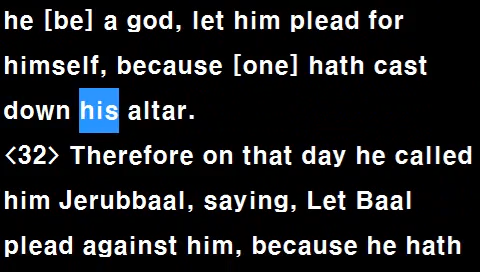 he [be] a god, let him plead for
himself, because [one] hath cast
down his altar.
<32> Therefore on that day he called
him Jerubbaal, saying, Let Baal
plead against him, because he hath